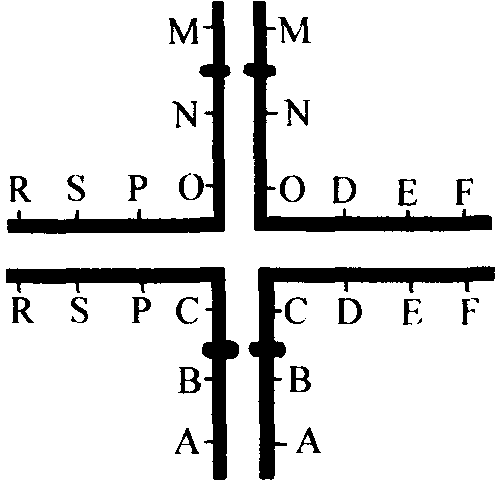 M M
N N
R S P O O D E F
R S P C C D E F
B B
A A